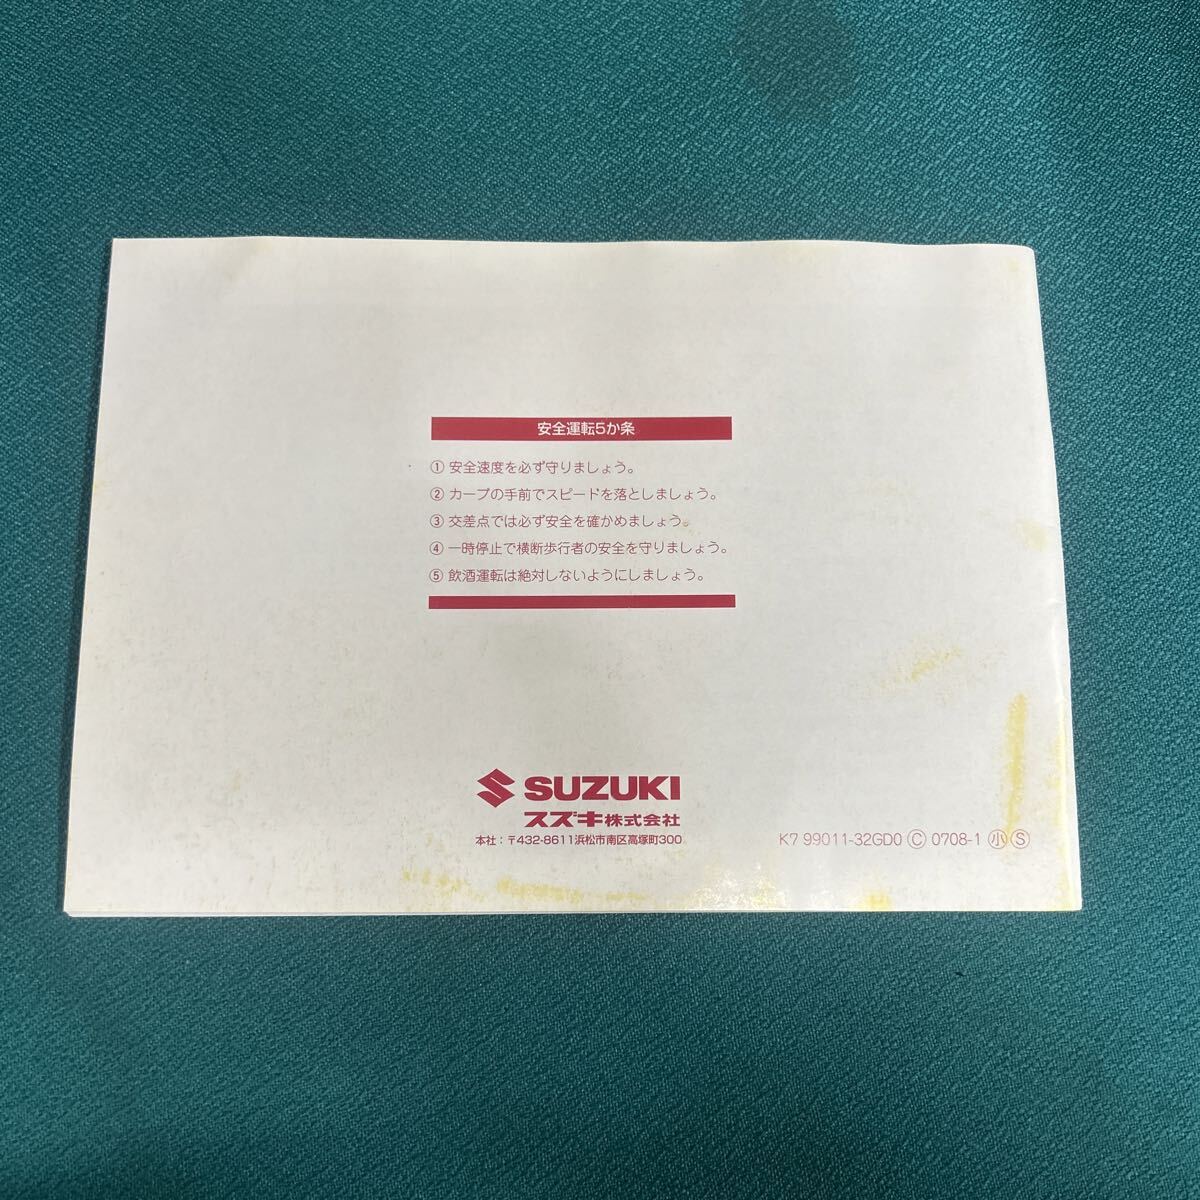 安全運転5か条
① 安全速度を必ず守りましょう。
② カーブの手前でスピードを落としましょう。
③ 交差点では必ず安全を確かめましょう。
④ 一時停止で横断歩行者の安全を守りましょう。
⑤ 飲酒運転は絶対しないようにしましょう。
SUZUKI
スズキ株式会社
本社：〒432-8611浜松市南区高塚町300
K7 99011-32GD0 Ⓒ 0708-1 ㊙小 Ⓢ